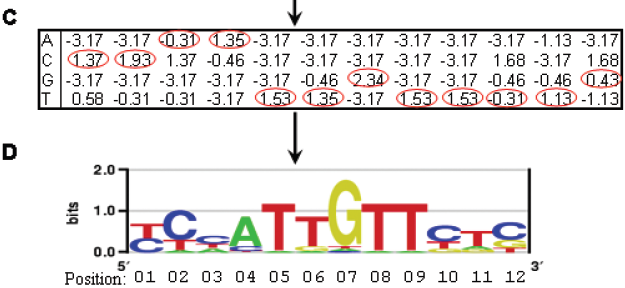 C
A -3.17 -3.17 -0.31 1.35 -3.17 -3.17 -3.17 -3.17 -3.17 -3.17 -1.13 -3.17
C 1.37 1.93 1.37 -0.46 -3.17 -3.17 -3.17 -3.17 -3.17 1.68 -3.17 1.68
G -3.17 -3.17 -3.17 -3.17 -3.17 -0.46 2.34 -3.17 -3.17 -0.46 -0.46 0.43
T 0.58 -0.31 -0.31 -3.17 1.53 1.35 -3.17 1.53 1.53 -0.31 1.13 -1.13
D
2.0
bits
1.0
0.0
TCCATTGTTCTC
5′ 3′
Position: 01 02 03 04 05 06 07 08 09 10 11 12